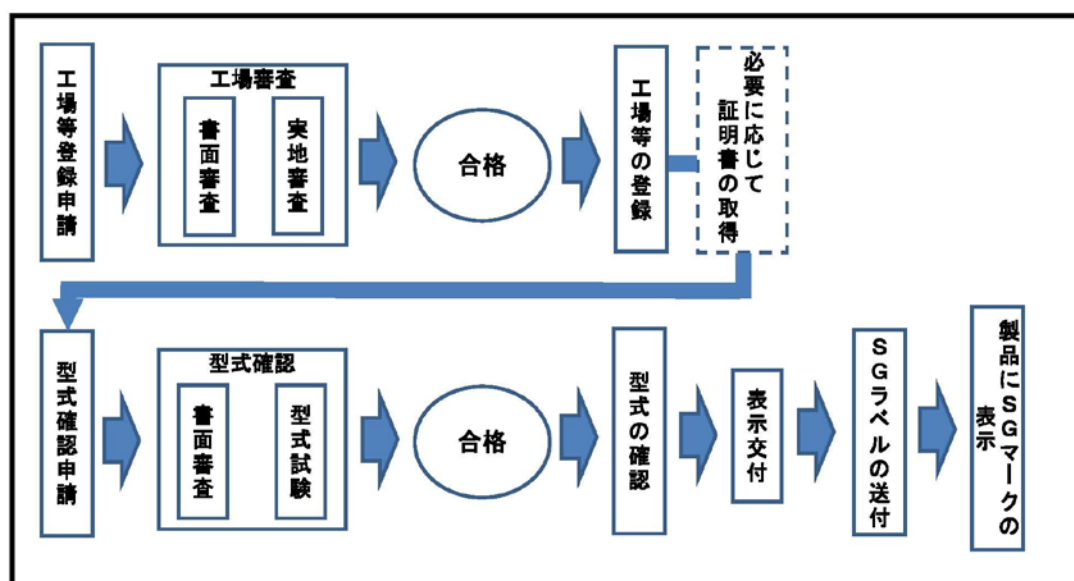 工場等登録申請
工場審査
書面審査
実地審査
合格
工場等の登録
必要に応じて
証明書の取得
型式確認申請
型式確認
書面審査
型式試験
合格
型式の確認
表示交付
SGラベルの送付
製品にSGマークの
表示